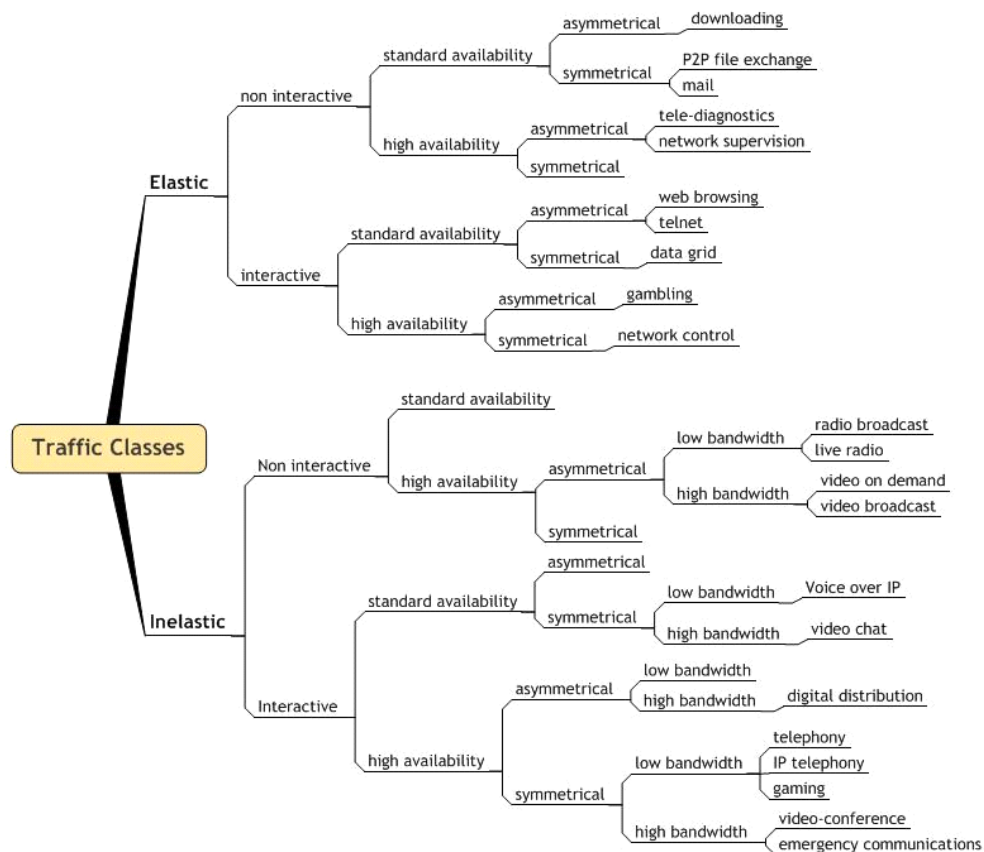 Traffic Classes
Elastic
non interactive
standard availability
asymmetrical
downloading
symmetrical
P2P file exchange
mail
high availability
asymmetrical
tele-diagnostics
network supervision
symmetrical
interactive
standard availability
asymmetrical
web browsing
telnet
symmetrical
data grid
high availability
asymmetrical
gambling
symmetrical
network control
Inelastic
Non interactive
standard availability
high availability
asymmetrical
low bandwidth
radio broadcast
live radio
high bandwidth
video on demand
video broadcast
symmetrical
Interactive
standard availability
asymmetrical
symmetrical
low bandwidth
Voice over IP
high bandwidth
video chat
high availability
asymmetrical
low bandwidth
high bandwidth
digital distribution
symmetrical
low bandwidth
telephony
IP telephony
gaming
high bandwidth
video-conference
emergency communications